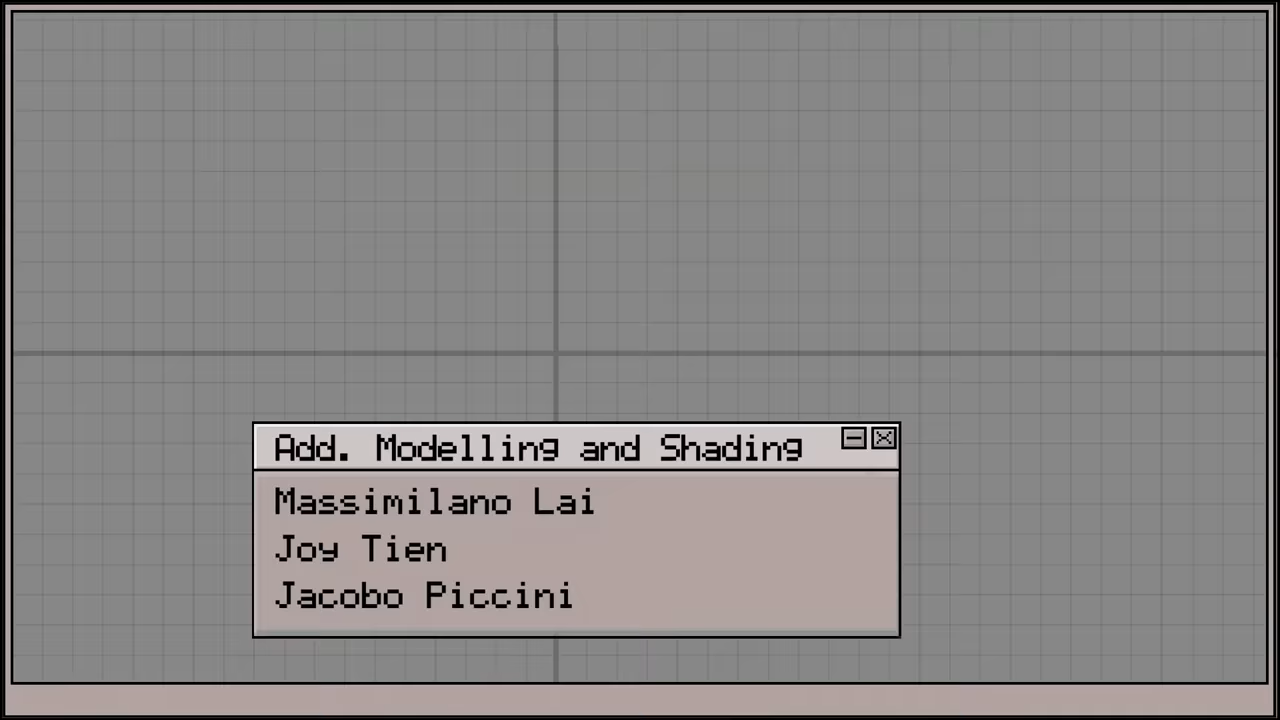 Add. Modelling and Shading
Massimilano Lai
Joy Tien
Jacobo Piccini